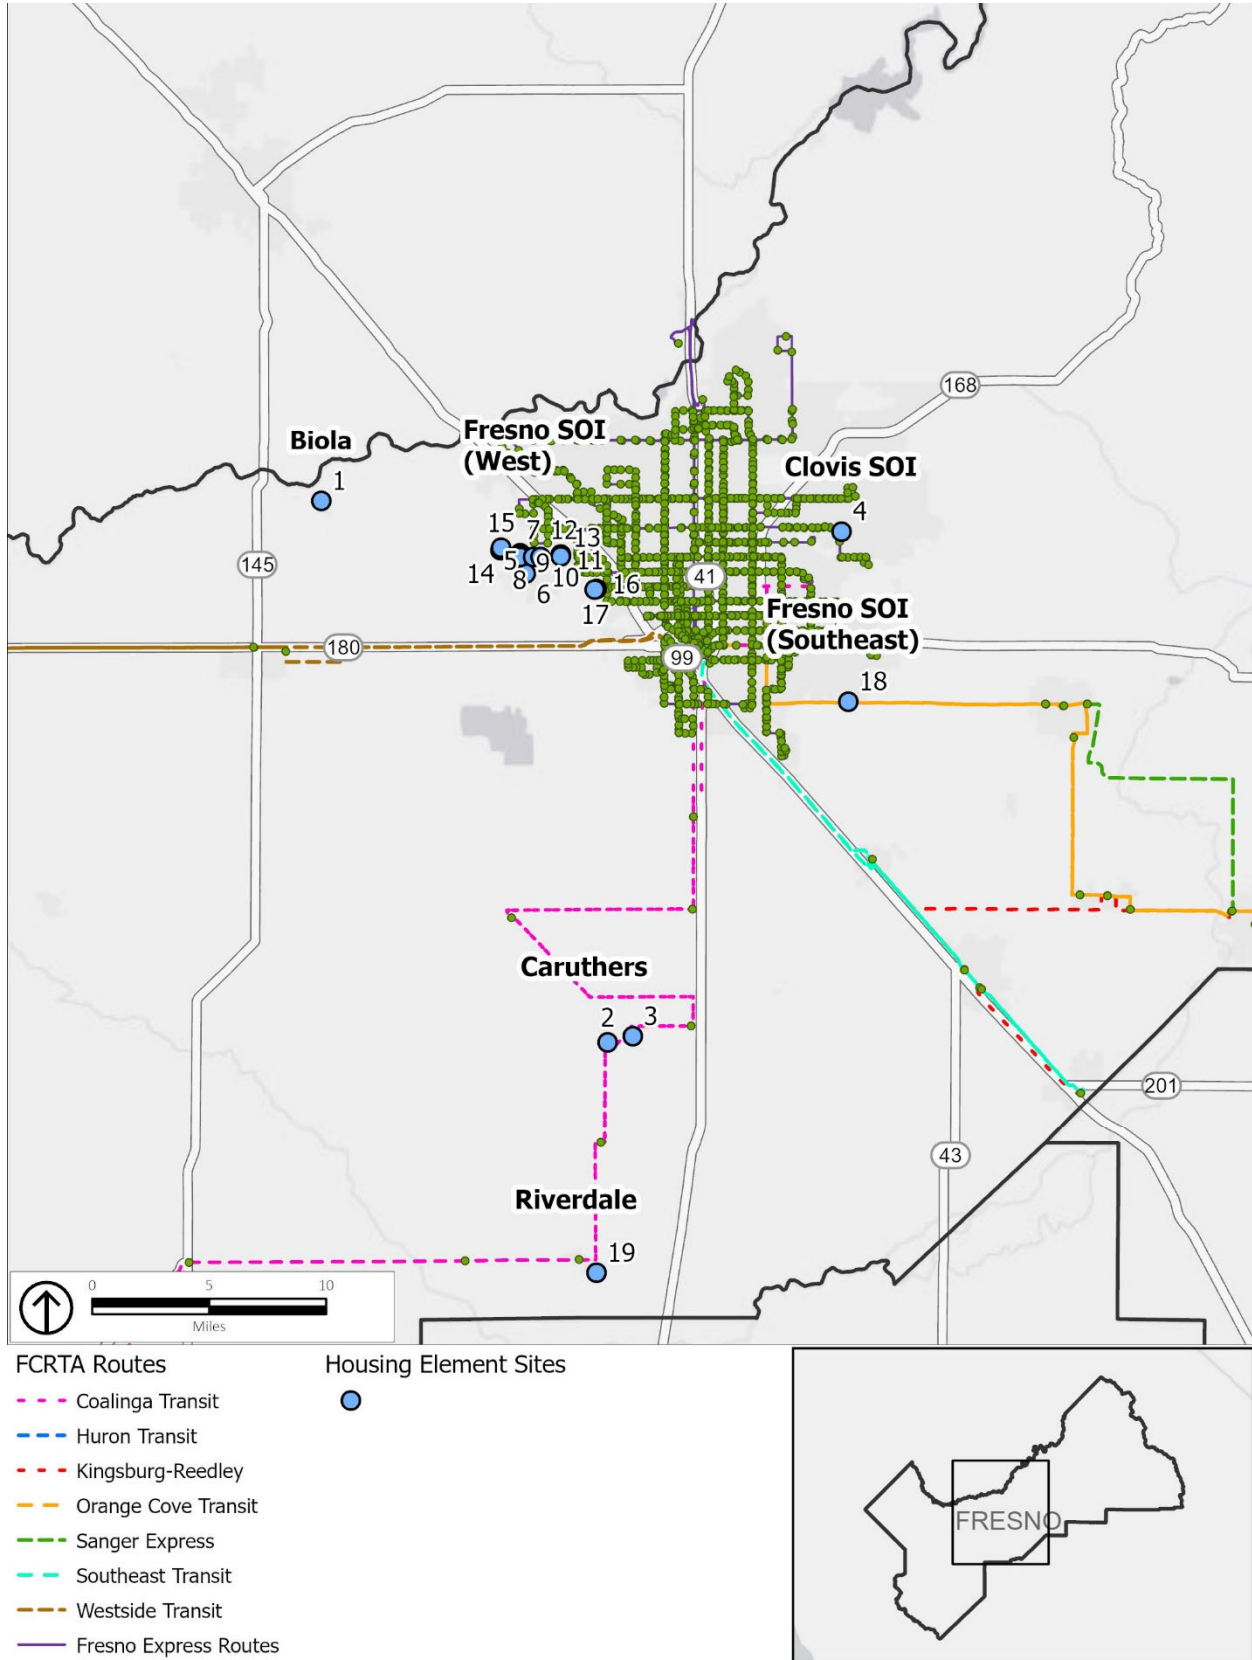 168
Biola
1
Fresno SOI
(West)
Clovis SOI
4
15
7
12
13
14
5
9
11
8
6
10
16
17
145
41
Fresno SOI
(Southeast)
180
99
18
Caruthers
2
3
201
43
Riverdale
19
0
5
10
Miles
FCRTA Routes
Housing Element Sites
Coalinga Transit
Huron Transit
Kingsburg-Reedley
Orange Cove Transit
Sanger Express
Southeast Transit
Westside Transit
Fresno Express Routes
FRESNO